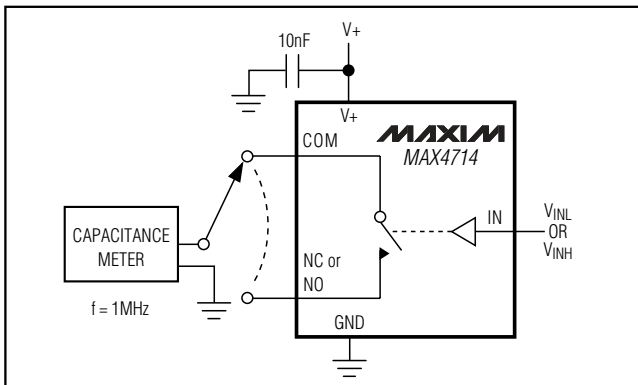 10nF
V+
V+
MAXIM
MAX4714
COM
IN
V_INL
OR
V_INH
CAPACITANCE
METER
NC or
NO
f = 1MHz
GND